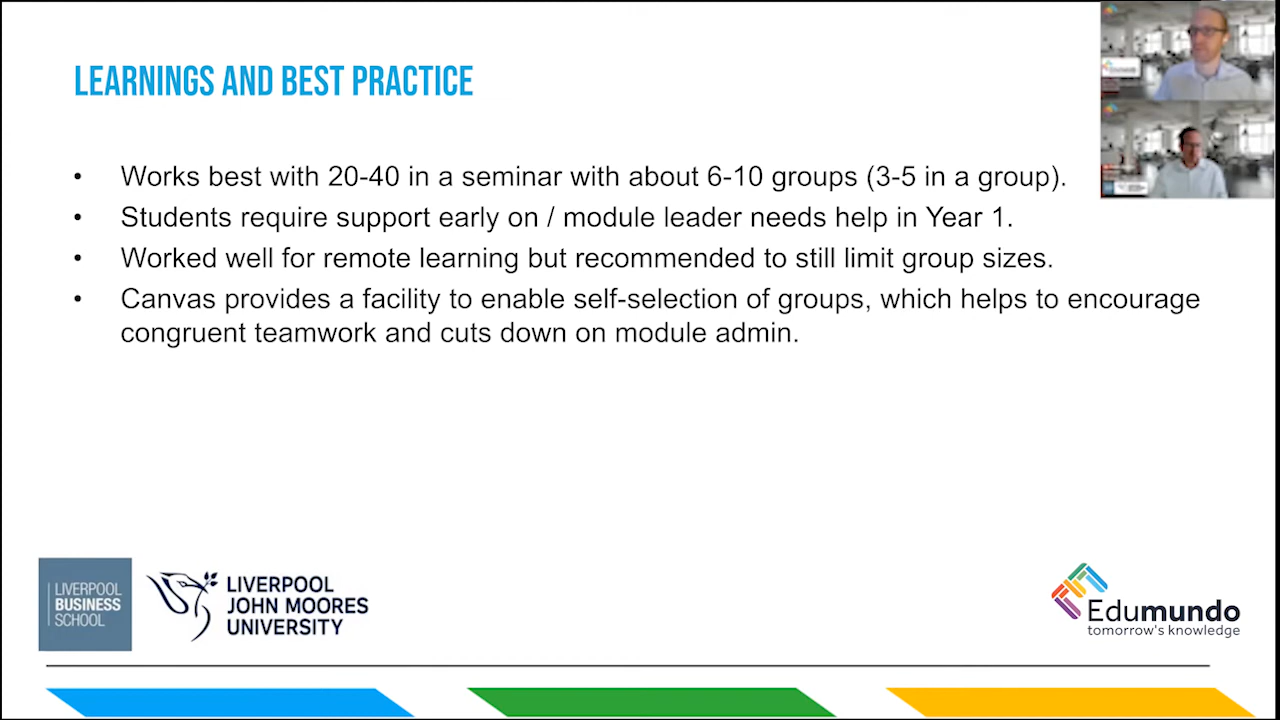 LEARNINGS AND BEST PRACTICE
• Works best with 20-40 in a seminar with about 6-10 groups (3-5 in a group).
• Students require support early on / module leader needs help in Year 1.
• Worked well for remote learning but recommended to still limit group sizes.
• Canvas provides a facility to enable self-selection of groups, which helps to encourage
congruent teamwork and cuts down on module admin.
LIVERPOOL
BUSINESS
SCHOOL
LIVERPOOL
JOHN MOORES
UNIVERSITY
Edumundo
tomorrow's knowledge